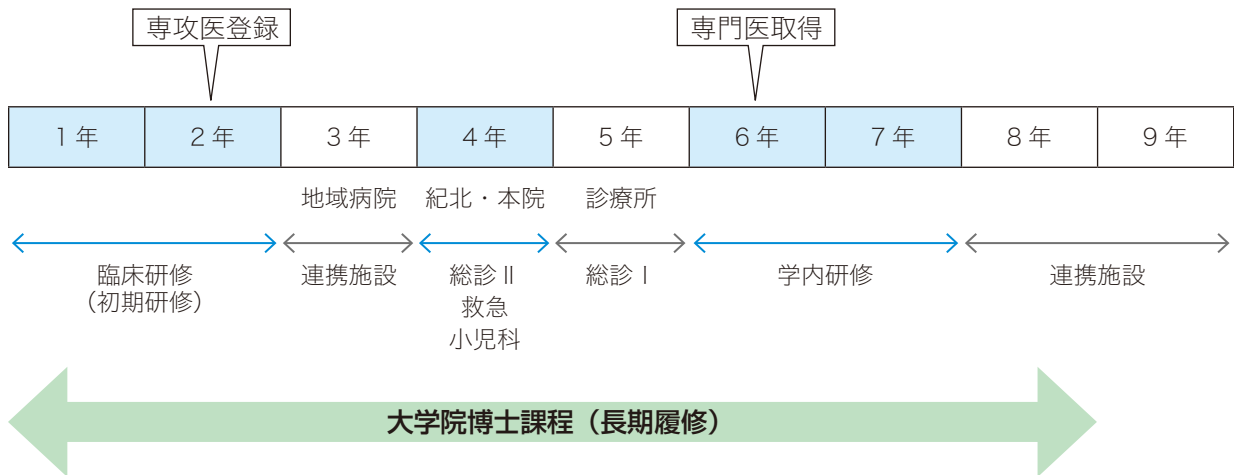 専攻医登録
専門医取得
1年 2年 3年 4年 5年 6年 7年 8年 9年
地域病院 紀北・本院 診療所
臨床研修 連携施設 総診Ⅱ 総診Ⅰ 学内研修 連携施設
（初期研修） 救急
小児科
大学院博士課程（長期履修）